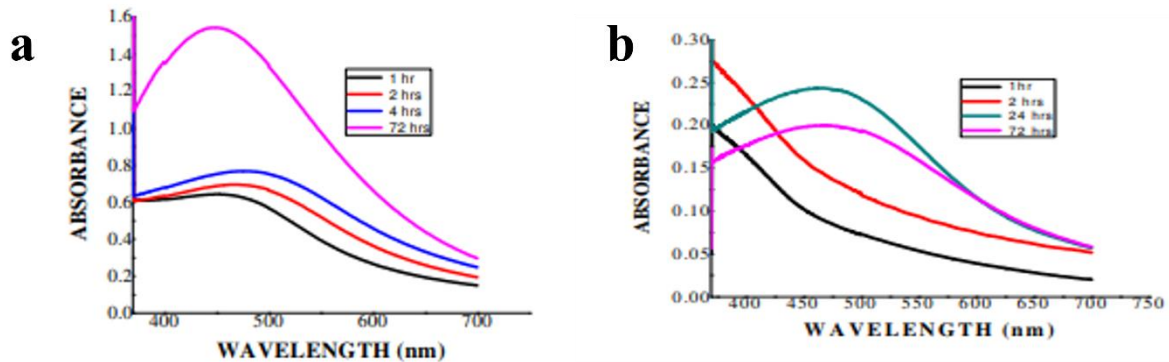 a
ABSORBANCE
1.6
1.4
1.2
1.0
0.8
0.6
0.4
0.2
0.0
1 hr
2 hrs
4 hrs
72 hrs
400 500 600 700
WAVELENGTH (nm)
b
ABSORBANCE
0.30
0.25
0.20
0.15
0.10
0.05
0.00
1hr
2 hrs
24 hrs
72 hrs
400 450 500 550 600 650 700 750
WAVELENGTH (nm)